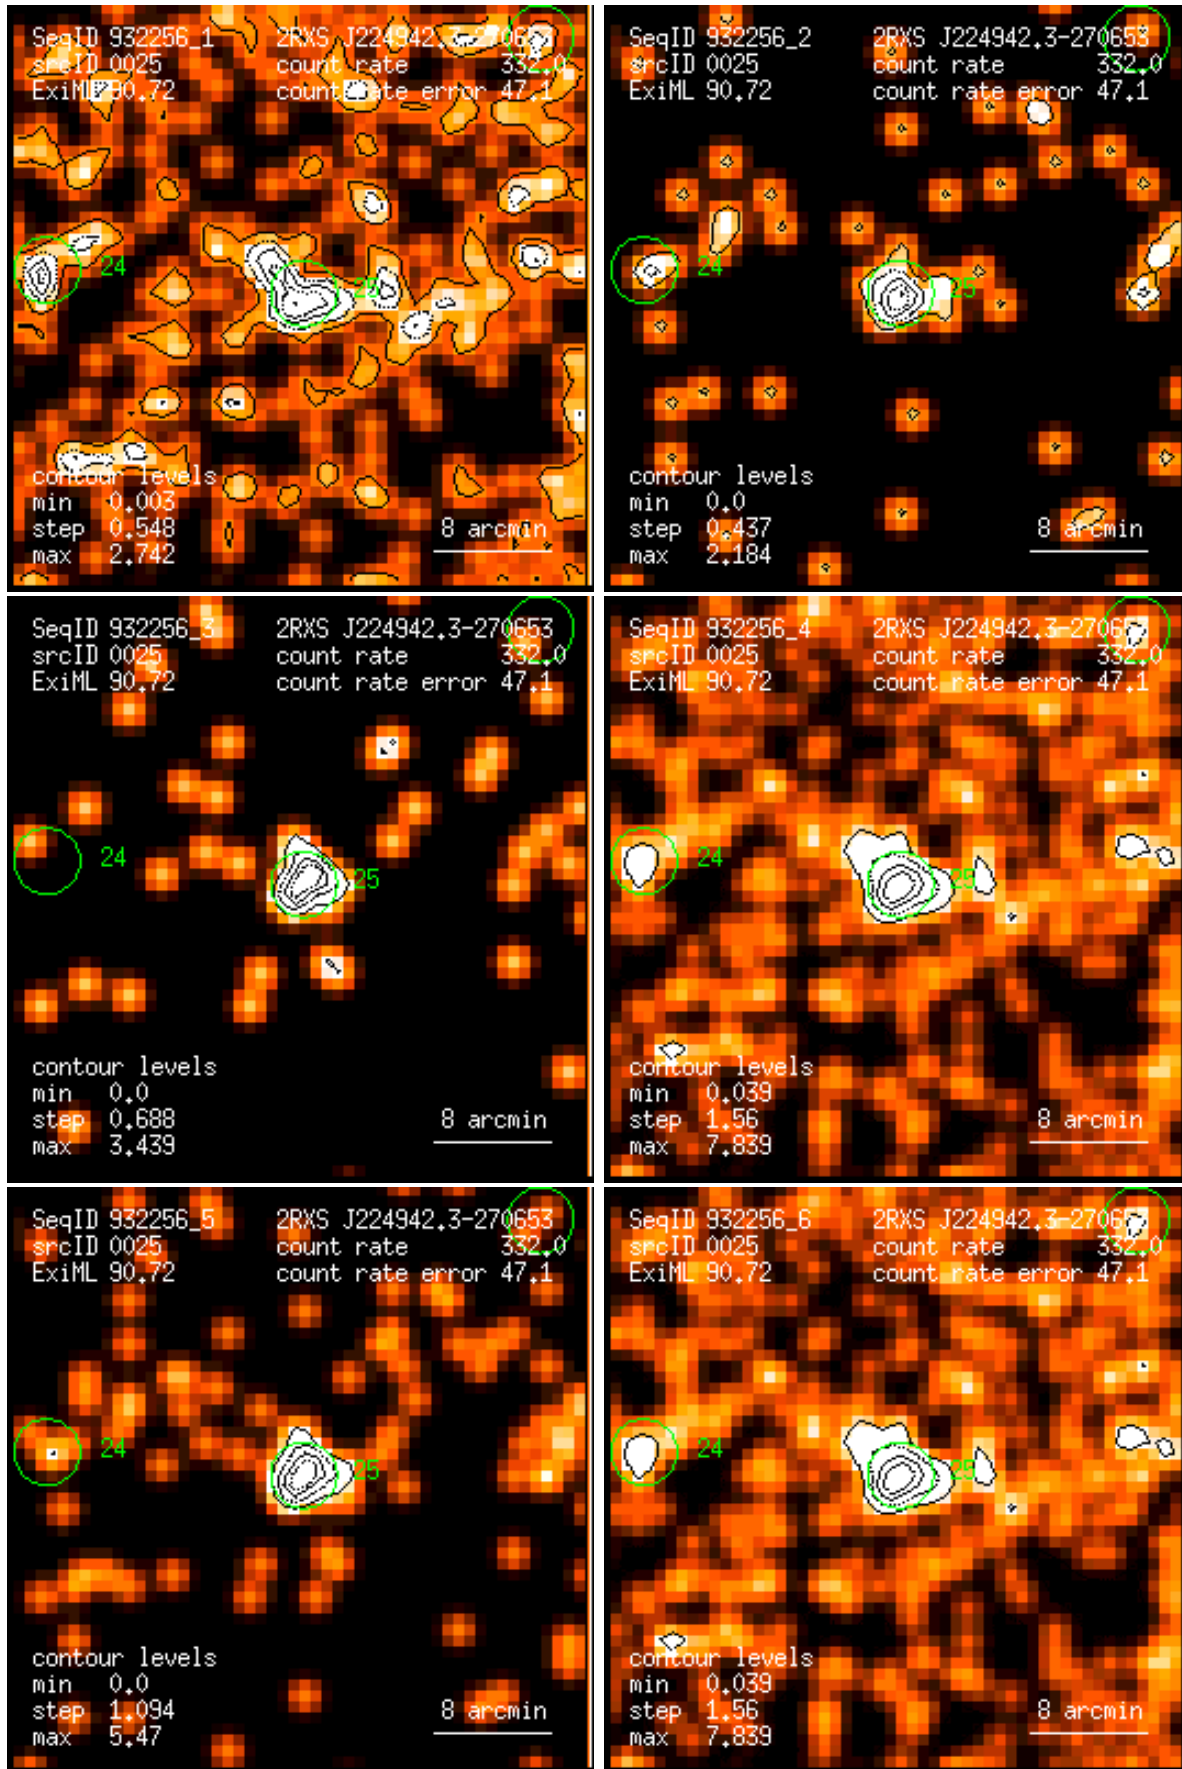 SeqID 932256_1 2RXS J224942.3-270653
srcID 0025 count rate 332.0
ExiML 90.72 count rate error 47.1
24
25
contour levels
min 0.003
step 0.548 8 arcmin
max 2.742
SeqID 932256_2 2RXS J224942.3-270653
srcID 0025 count rate 332.0
ExiML 90.72 count rate error 47.1
24
25
contour levels
min 0.0
step 0.437 8 arcmin
max 2.184
SeqID 932256_3 2RXS J224942.3-270653
srcID 0025 count rate 332.0
ExiML 90.72 count rate error 47.1
24
25
contour levels
min 0.0
step 0.688 8 arcmin
max 3.439
SeqID 932256_4 2RXS J224942.3-270653
srcID 0025 count rate 332.0
ExiML 90.72 count rate error 47.1
24
25
contour levels
min 0.039
step 1.56 8 arcmin
max 7.839
SeqID 932256_5 2RXS J224942.3-270653
srcID 0025 count rate 332.0
ExiML 90.72 count rate error 47.1
24
25
contour levels
min 0.0
step 1.094 8 arcmin
max 5.47
SeqID 932256_6 2RXS J224942.3-270653
srcID 0025 count rate 332.0
ExiML 90.72 count rate error 47.1
24
25
contour levels
min 0.039
step 1.56 8 arcmin
max 7.839